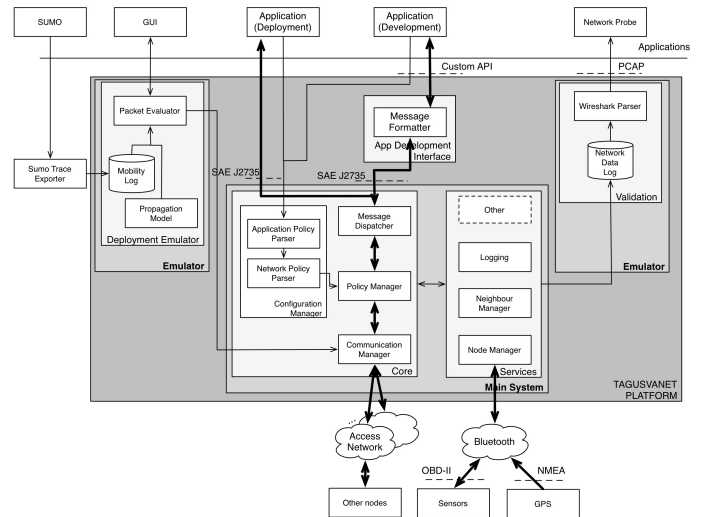 SUMO
GUI
Application
(Deployment)
Application
(Development)
Network Probe
Applications
Custom API
PCAP
Packet Evaluator
Message
Formatter
App Development
Interface
Wireshark Parser
Sumo Trace
Exporter
Mobility
Log
Network
Data
Log
SAE J2735
SAE J2735
Validation
Propagation
Model
Deployment Emulator
Emulator
Application Policy
Parser
Message
Dispatcher
Other
Network Policy
Parser
Logging
Emulator
Policy Manager
Configuration
Manager
Neighbour
Manager
Communication
Manager
Node Manager
Core
Services
Main System
TAGUSVANET
PLATFORM
...
Access
Network
Bluetooth
OBD-II
NMEA
Other nodes
Sensors
GPS